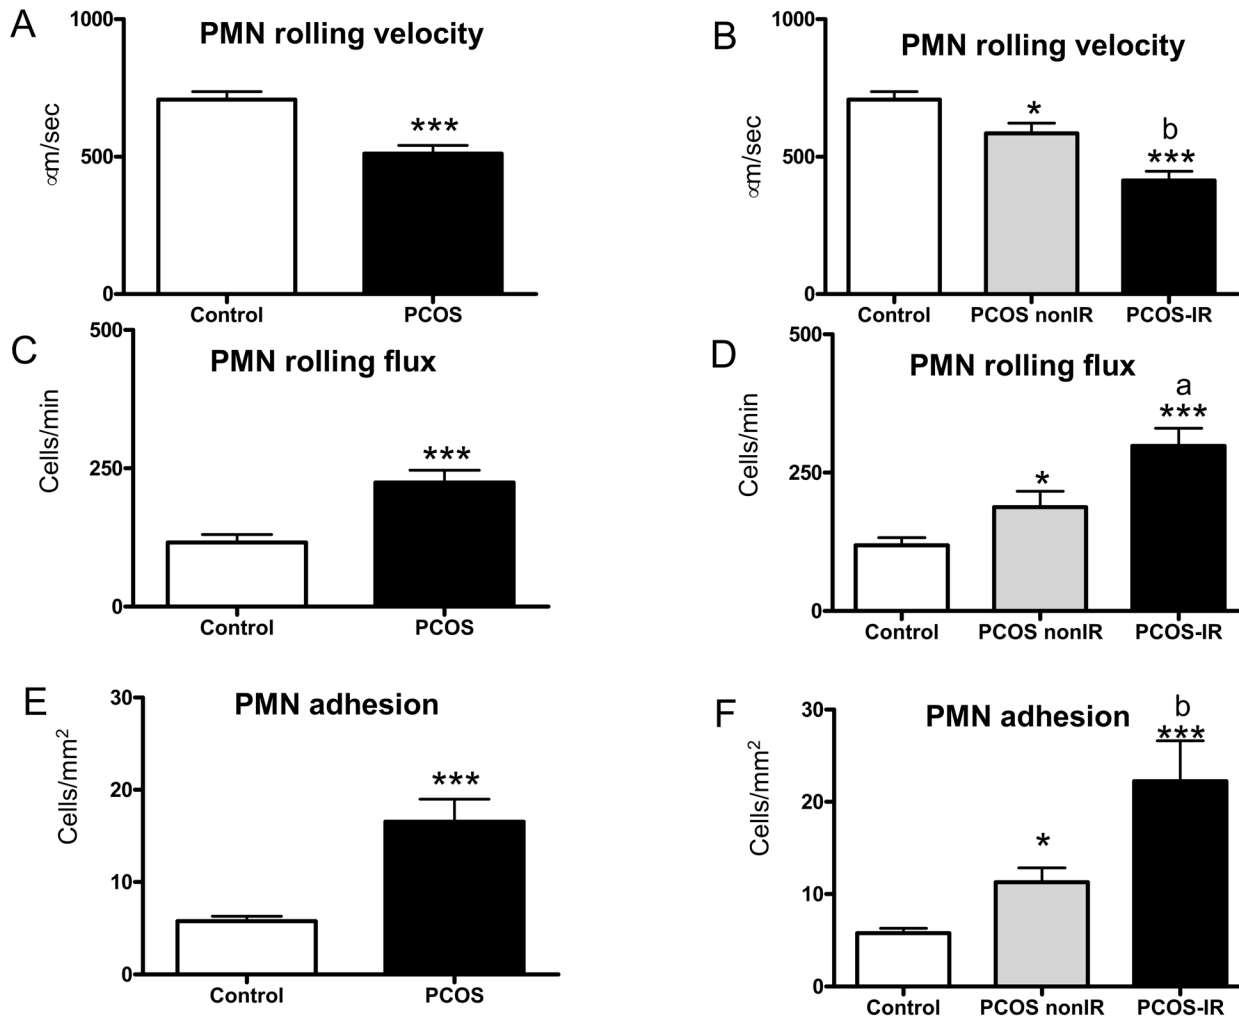 A
PMN rolling velocity
1000
500
0
∝m/sec
***
Control
PCOS
B
PMN rolling velocity
1000
500
0
∝m/sec
*
b
***
Control
PCOS nonIR
PCOS-IR
C
PMN rolling flux
500
250
0
Cells/min
***
Control
PCOS
D
PMN rolling flux
500
250
0
Cells/min
*
a
***
Control
PCOS nonIR
PCOS-IR
E
PMN adhesion
30
20
10
0
Cells/mm²
***
Control
PCOS
F
PMN adhesion
30
20
10
0
Cells/mm²
*
b
***
Control
PCOS nonIR
PCOS-IR